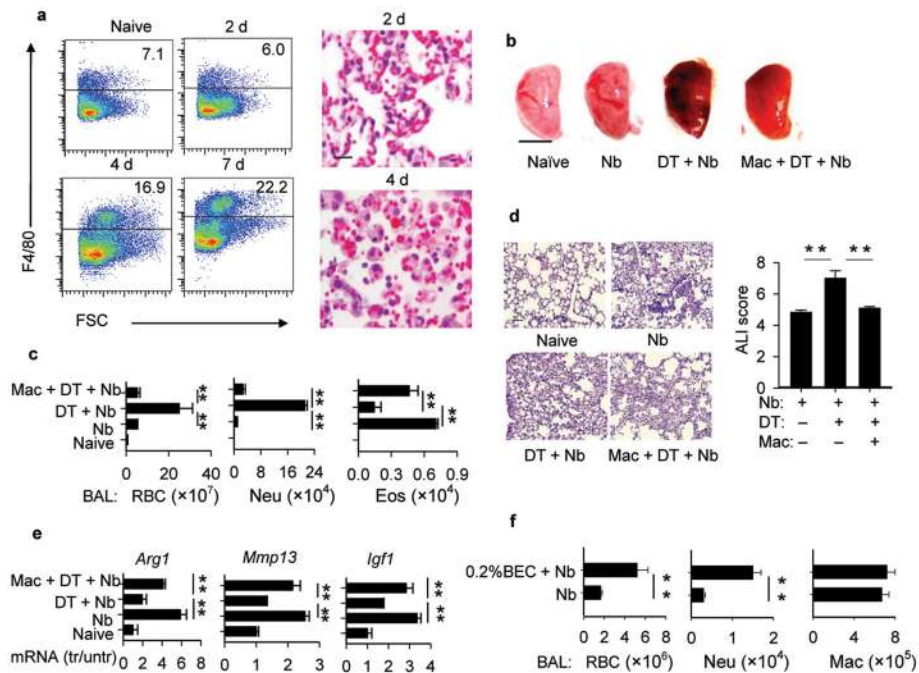 a
Naive
2 d
7.1
6.0
4 d
7 d
16.9
22.2
F4/80
FSC
2 d
4 d
b
Naïve
Nb
DT + Nb
Mac + DT + Nb
c
Mac + DT + Nb
DT + Nb
Nb
Naive
**
**
**
**
**
**
0 20 40
0 8 16 24
0.0 0.3 0.6 0.9
BAL: RBC (×10⁷) Neu (×10⁴) Eos (×10⁴)
d
Naive
Nb
DT + Nb
Mac + DT + Nb
** **
ALI score
8
6
4
2
0
Nb: + + +
DT: – + +
Mac: – – +
e
Arg1 Mmp13 Igf1
Mac + DT + Nb
DT + Nb
Nb
Naive
**
**
**
**
**
**
mRNA (tr/untr)
0 2 4 6 8
0 1 2 3
0 1 2 3 4
f
0.2%BEC + Nb
Nb
**
**
0 2 4 6 8
0 1 2
0 2 4 6 8
BAL: RBC (×10⁶) Neu (×10⁴) Mac (×10⁵)